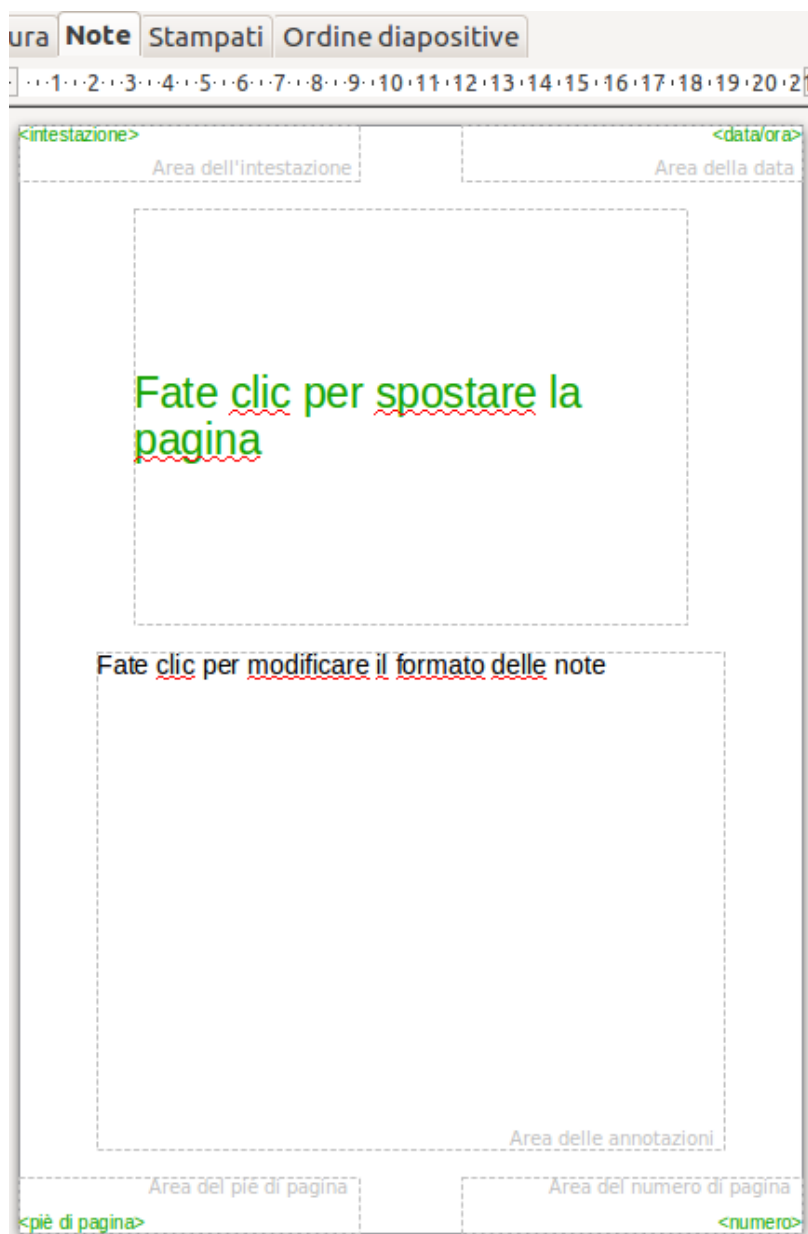 ura Note Stampati Ordine diapositive
1 2 3 4 5 6 7 8 9 10 11 12 13 14 15 16 17 18 19 20 2
<intestazione> <data/ora>
Area dell'intestazione Area della data
Fate clic per spostare la
pagina
Fate clic per modificare il formato delle note
Area delle annotazioni
Area del piè di pagina Area del numero di pagina
<piè di pagina> <numero>